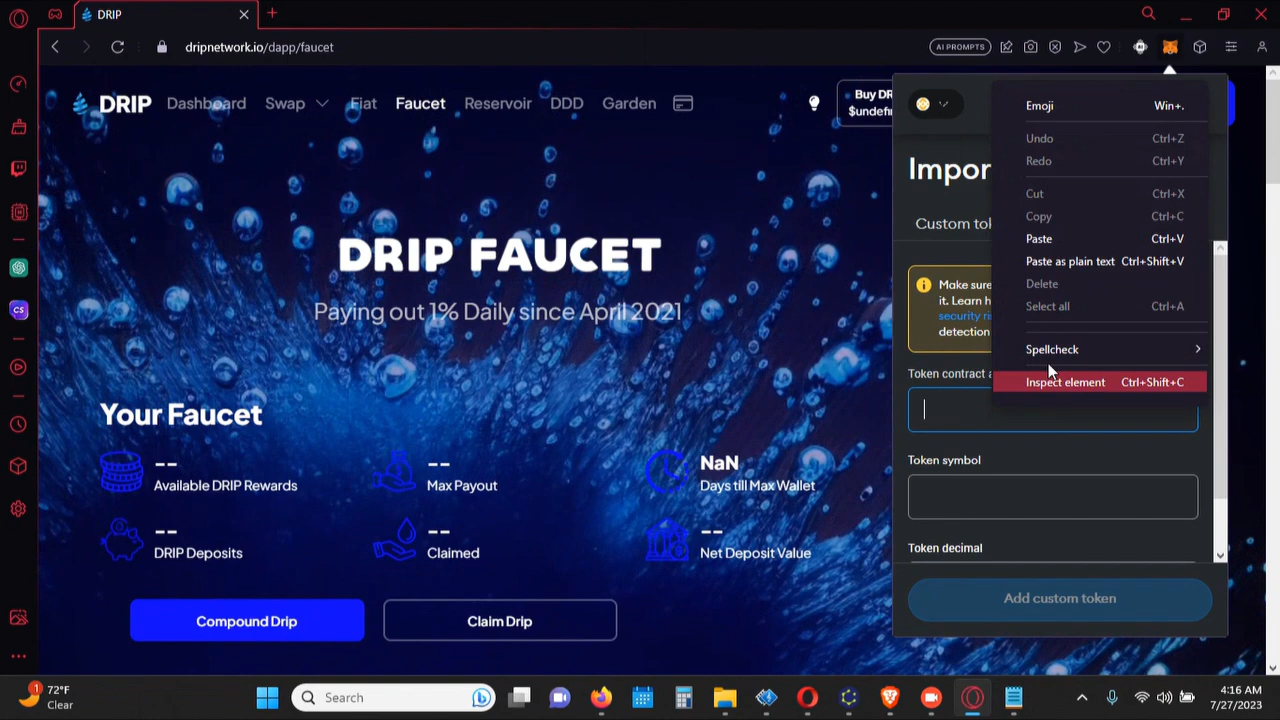 DRIP
dripnetwork.io/dapp/faucet
AI PROMPTS
DRIP
Dashboard
Swap
Fiat
Faucet
Reservoir
DDD
Garden
Buy DR
$undefin
DRIP FAUCET
Paying out 1% Daily since April 2021
Your Faucet
--
Available DRIP Rewards
--
Max Payout
NaN
Days till Max Wallet
--
DRIP Deposits
--
Claimed
--
Net Deposit Value
Compound Drip
Claim Drip
Impor
Custom tok
Make sure
it. Learn h
security ris
detection
Token contract a
Token symbol
Token decimal
Add custom token
Emoji Win+.
Undo Ctrl+Z
Redo Ctrl+Y
Cut Ctrl+X
Copy Ctrl+C
Paste Ctrl+V
Paste as plain text Ctrl+Shift+V
Delete
Select all Ctrl+A
Spellcheck
Inspect element Ctrl+Shift+C
CS
1
72°F
Clear
Search
4:16 AM
7/27/2023